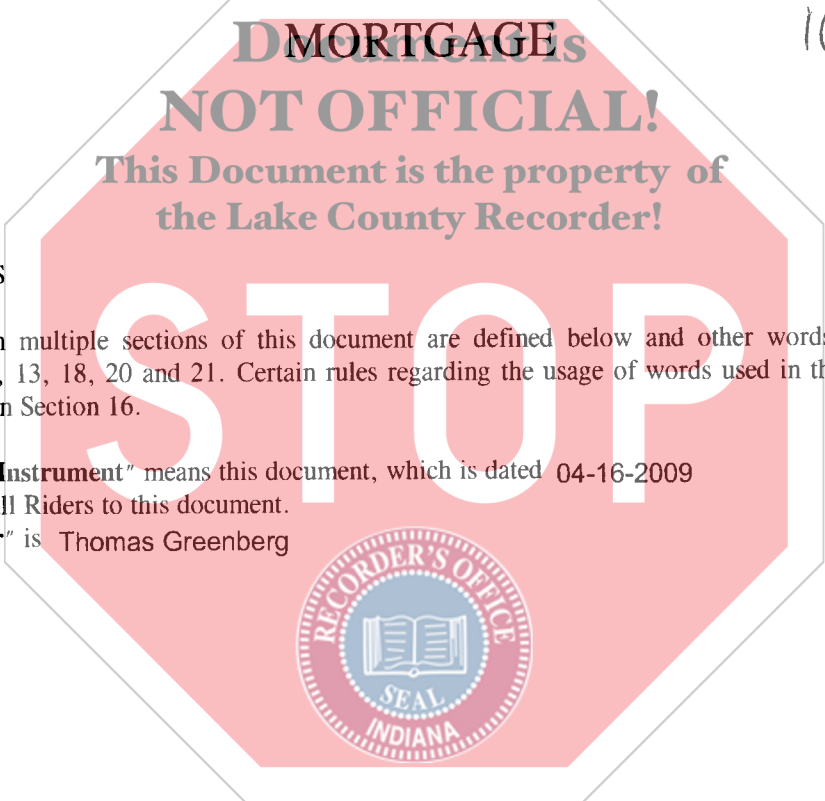 MORTGAGE
Document is
NOT OFFICIAL!
This Document is the property of
the Lake County Recorder!
S
STOP
multiple sections of this document are defined below and other words
13, 18, 20 and 21. Certain rules regarding the usage of words used in th
n Section 16.
Instrument" means this document, which is dated 04-16-2009
ll Riders to this document.
" is Thomas Greenberg
RECORDER'S OFFICE
SEAL
INDIANA